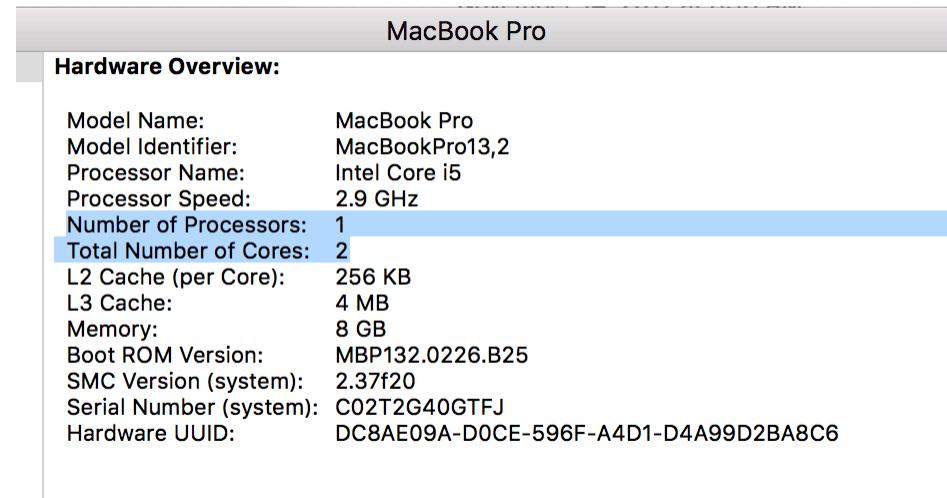 MacBook Pro
Hardware Overview:
Model Name: MacBook Pro
Model Identifier: MacBookPro13,2
Processor Name: Intel Core i5
Processor Speed: 2.9 GHz
Number of Processors: 1
Total Number of Cores: 2
L2 Cache (per Core): 256 KB
L3 Cache: 4 MB
Memory: 8 GB
Boot ROM Version: MBP132.0226.B25
SMC Version (system): 2.37f20
Serial Number (system): C02T2G40GTFJ
Hardware UUID: DC8AE09A-D0CE-596F-A4D1-D4A99D2BA8C6